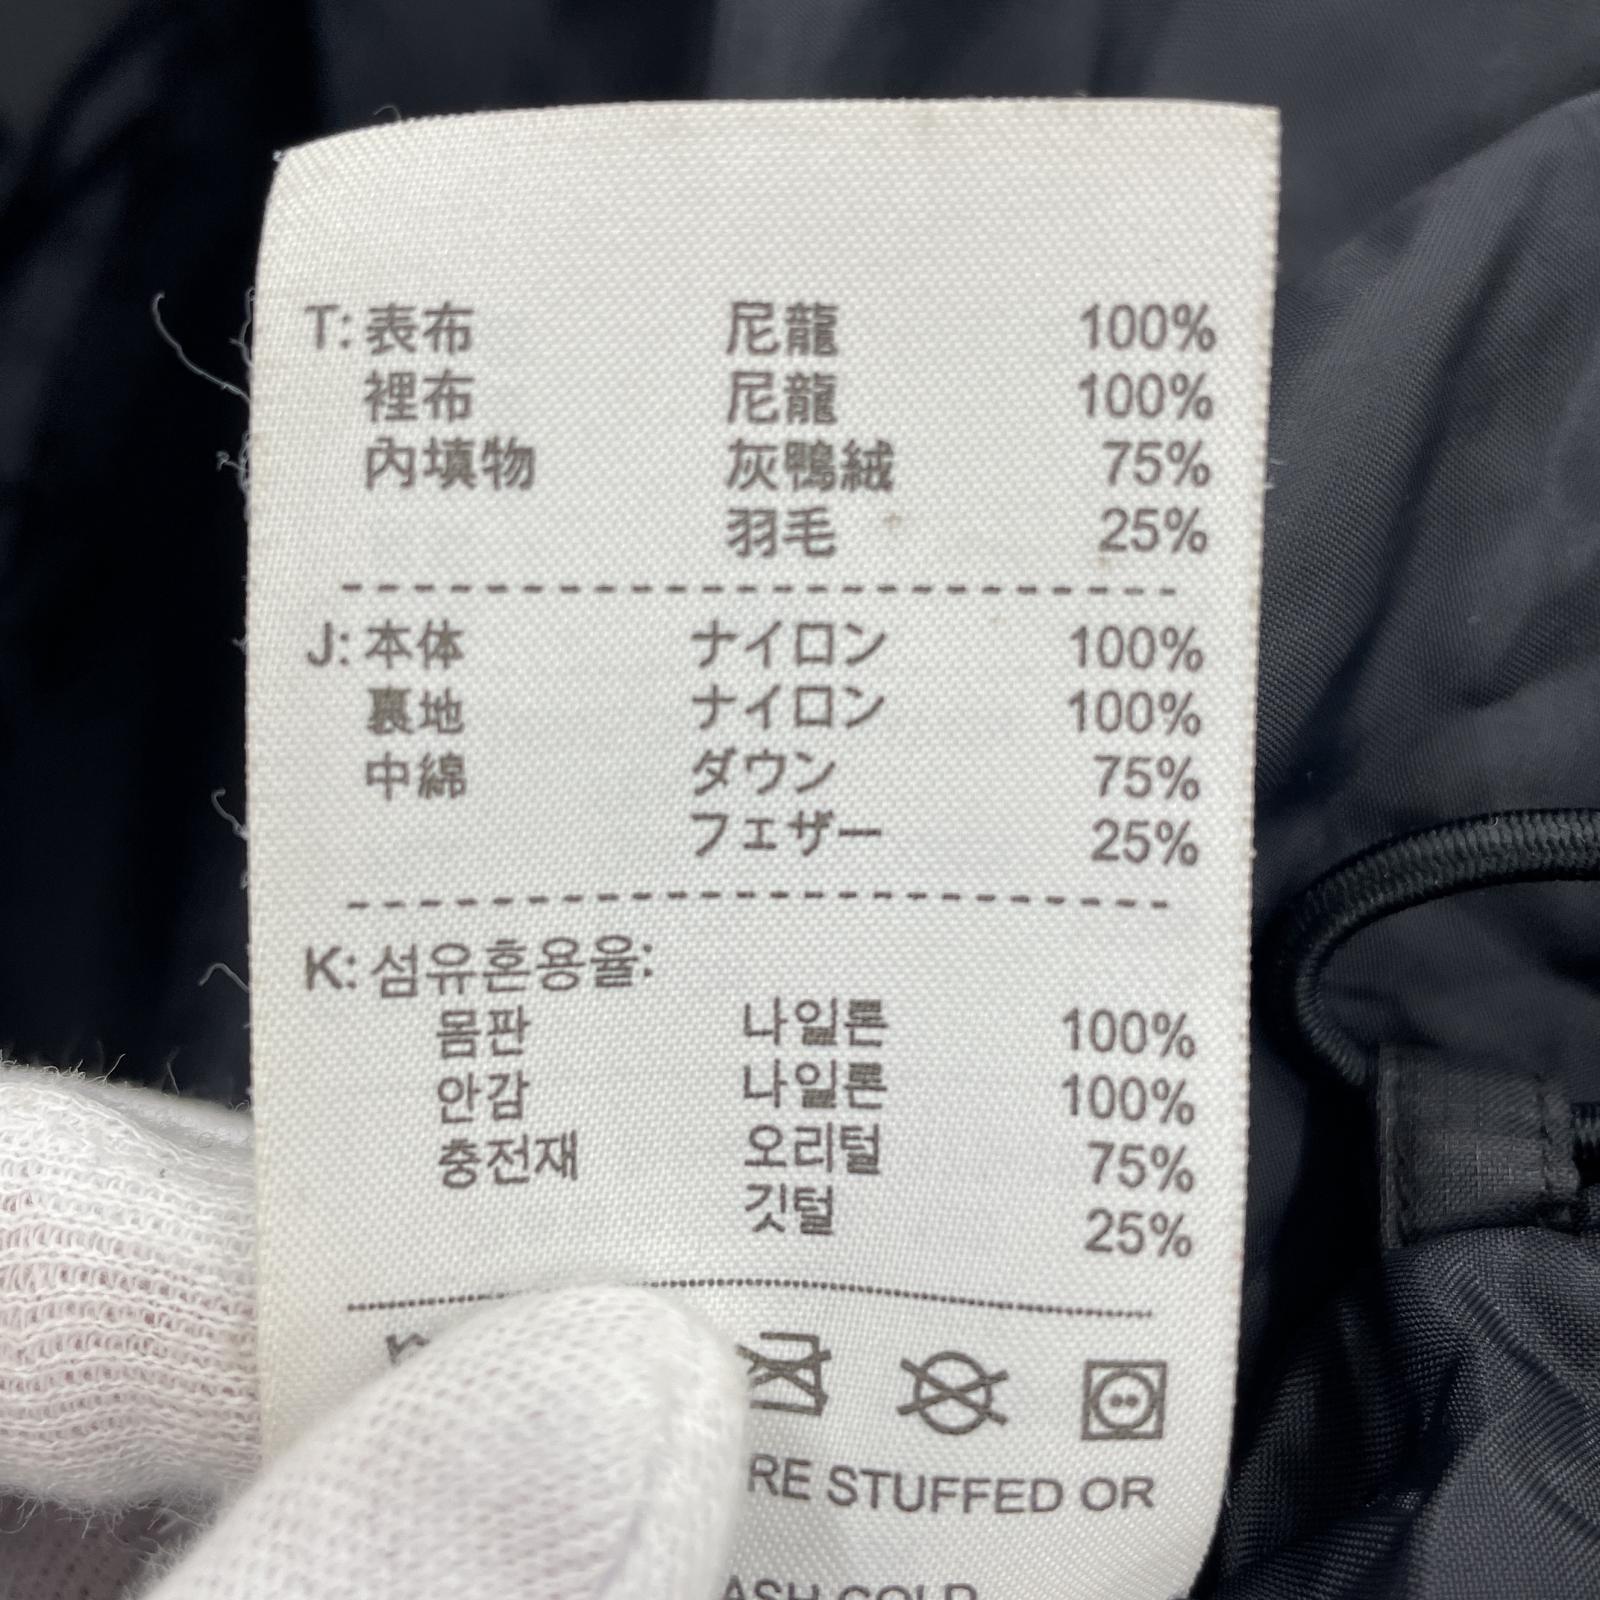 T: 表布 尼龍 100%
裡布 尼龍 100%
內填物 灰鴨絨 75%
羽毛 25%
J: 本体 ナイロン 100%
裏地 ナイロン 100%
中綿 ダウン 75%
フェザー 25%
K: 섬유혼용율:
몸판 나일론 100%
안감 나일론 100%
충전재 오리털 75%
깃털 25%
RE STUFFED OR
ASH COLD